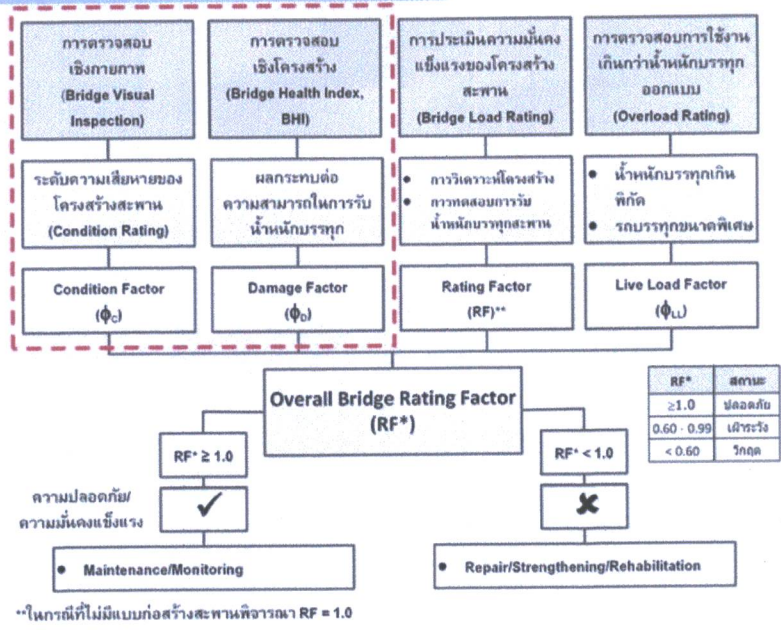 การตรวจสอบ
เชิงกายภาพ
(Bridge Visual
Inspection)
การตรวจสอบ
เชิงโครงสร้าง
(Bridge Health Index,
BHI)
การประเมินความมั่นคง
แข็งแรงของโครงสร้าง
สะพาน
(Bridge Load Rating)
การตรวจสอบการใช้งาน
เกินกว่าน้ำหนักบรรทุก
ออกแบบ
(Overload Rating)
ระดับความเสียหายของ
โครงสร้างสะพาน
(Condition Rating)
ผลกระทบต่อ
ความสามารถในการรับ
น้ำหนักบรรทุก
• การวิเคราะห์โครงสร้าง
• การทดสอบการรับ
น้ำหนักบรรทุกสะพาน
• น้ำหนักบรรทุกเกิน
พิกัด
• รถบรรทุกขนาดพิเศษ
Condition Factor
(ϕC)
Damage Factor
(ϕD)
Rating Factor
(RF)**
Live Load Factor
(ϕLL)
Overall Bridge Rating Factor
(RF*)
RF* สถานะ
≥1.0 ปลอดภัย
0.60 - 0.99 เฝ้าระวัง
< 0.60 วิกฤต
RF* ≥ 1.0
RF* < 1.0
ความปลอดภัย/
ความมั่นคงแข็งแรง
✓
✘
• Maintenance/Monitoring
• Repair/Strengthening/Rehabilitation
**ในกรณีที่ไม่มีแบบก่อสร้างสะพานพิจารณา RF = 1.0